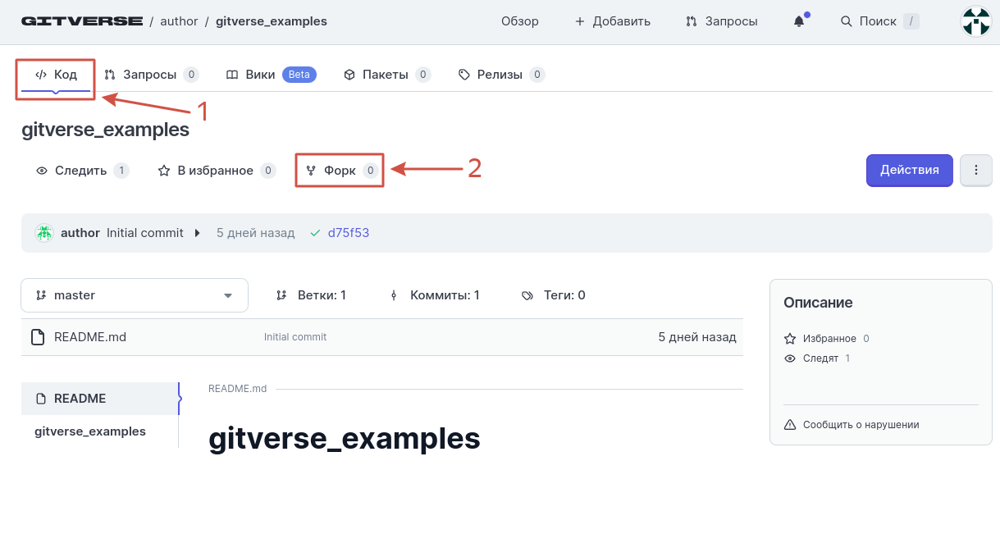 GITVERSE / author / gitverse_examples Обзор + Добавить Запросы Поиск /
Код Запросы 0 Вики Beta Пакеты 0 Релизы 0
1
gitverse_examples
Следить 1 В избранное 0 Форк 0 2 Действия
author Initial commit 5 дней назад d75f53
master Ветки: 1 Коммиты: 1 Теги: 0
README.md Initial commit 5 дней назад
Описание
Избранное 0
Следят 1
Сообщить о нарушении
README
gitverse_examples
README.md
gitverse_examples